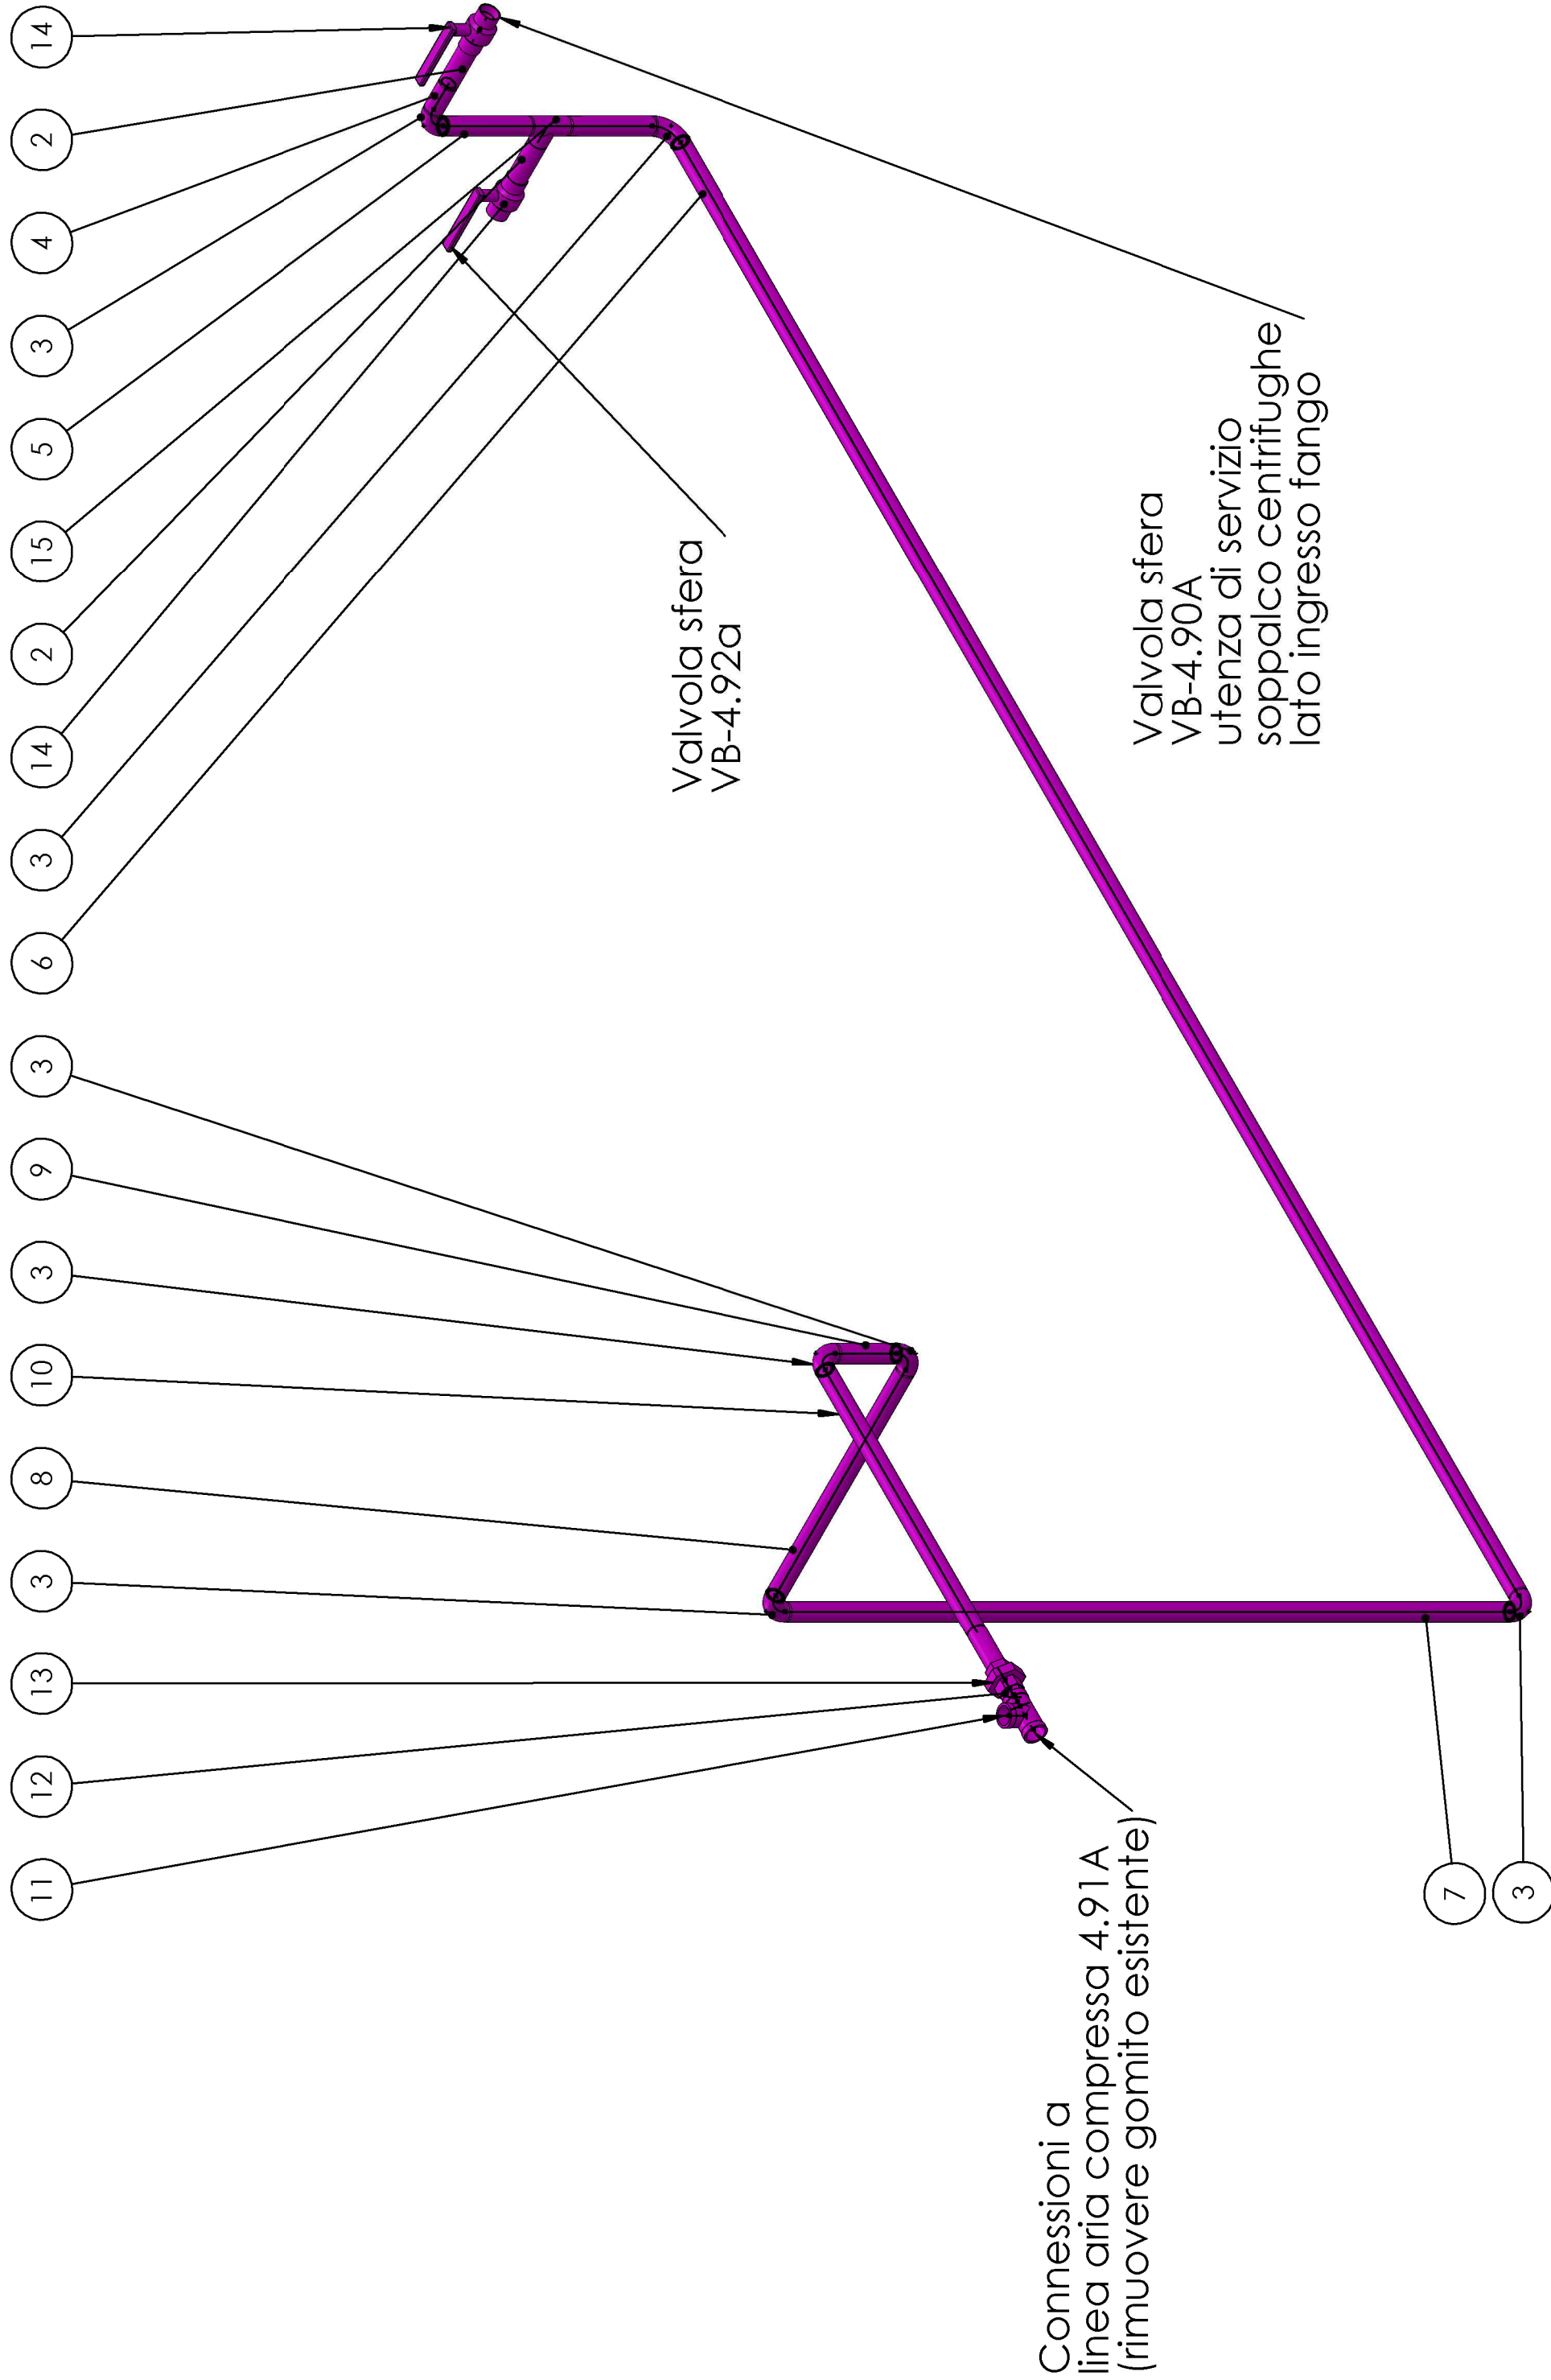 11
12
13
3
8
10
3
9
3
6
3
14
2
15
5
3
4
2
14
Valvola sfera
VB-4.92a
Connessioni a
linea aria compressa 4.91A
(rimuovere gomito esistente)
Valvola sfera
VB-4.90A
utenza di servizio
soppalco centrifughe
lato ingresso fango
7
3